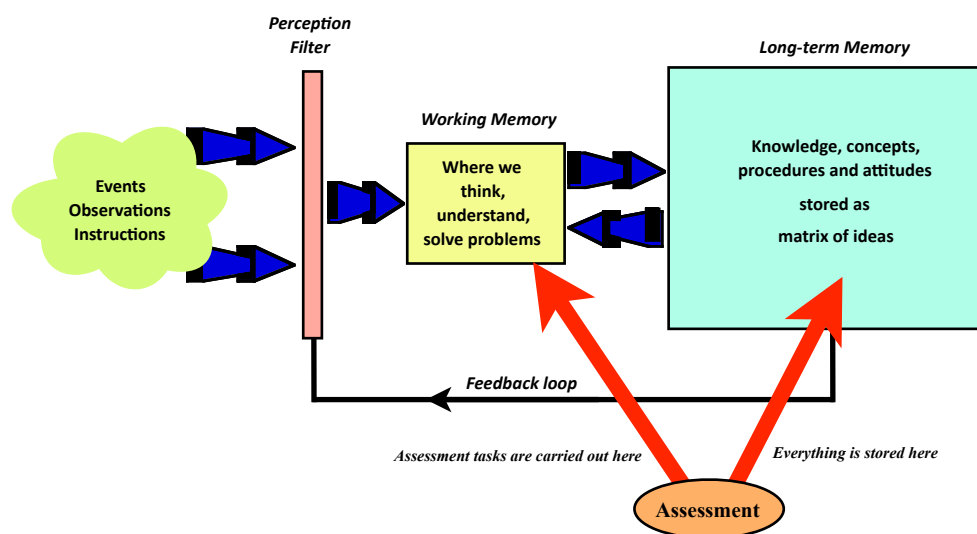 Perception
Filter
Long-term Memory
Working Memory
Events
Observations
Instructions
Where we
think,
understand,
solve problems
Knowledge, concepts,
procedures and attitudes
stored as
matrix of ideas
Feedback loop
Assessment tasks are carried out here
Everything is stored here
Assessment